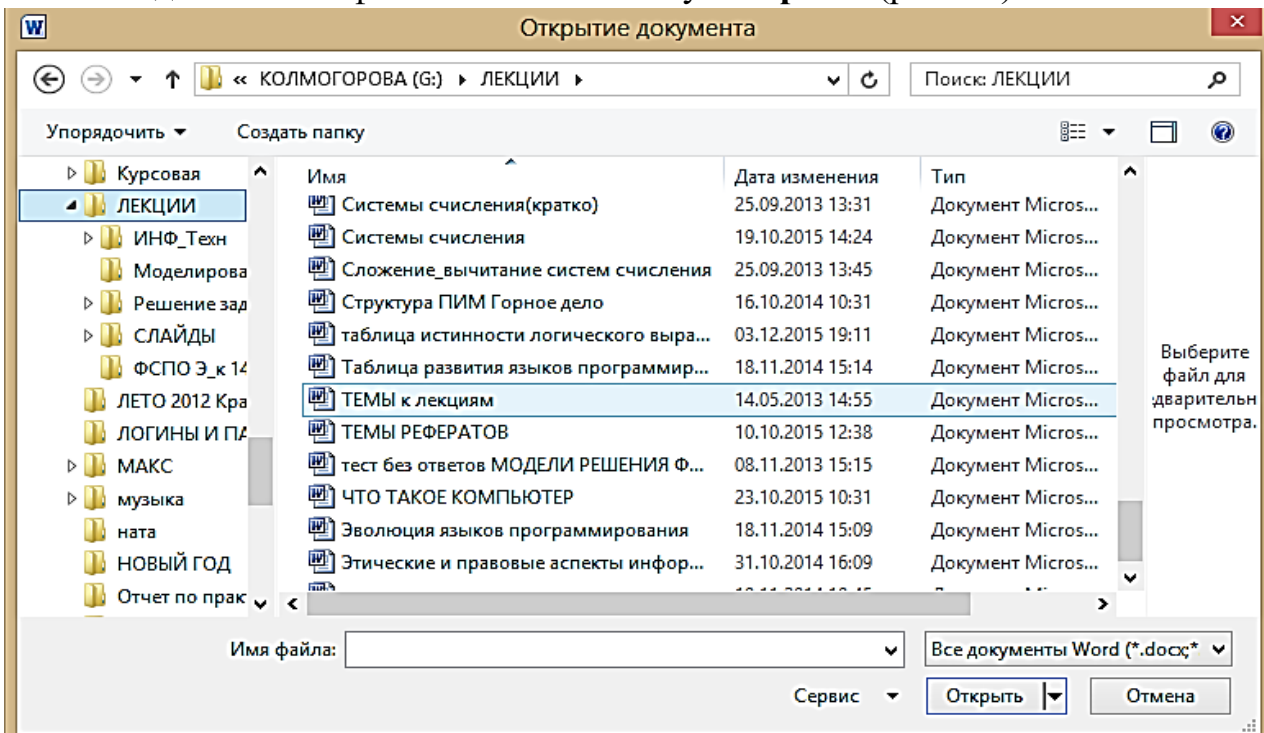 Открытие документа
« КОЛМОГОРОВА (G:) ЛЕКЦИИ
Поиск: ЛЕКЦИИ
Упорядочить Создать папку
Курсовая
ЛЕКЦИИ
ИНФ_Техн
Моделирова
Решение зад
СЛАЙДЫ
ФСПО Э_к 14
ЛЕТО 2012 Кра
ЛОГИНЫ И ПА
МАКС
музыка
ната
НОВЫЙ ГОД
Отчет по прак
Имя Дата изменения Тип
Системы счисления(кратко) 25.09.2013 13:31 Документ Micros...
Системы счисления 19.10.2015 14:24 Документ Micros...
Сложение_вычитание систем счисления 25.09.2013 13:45 Документ Micros...
Структура ПИМ Горное дело 16.10.2014 10:31 Документ Micros...
таблица истинности логического выра... 03.12.2015 19:11 Документ Micros...
Таблица развития языков программир... 18.11.2014 15:14 Документ Micros...
ТЕМЫ к лекциям 14.05.2013 14:55 Документ Micros...
ТЕМЫ РЕФЕРАТОВ 10.10.2015 12:38 Документ Micros...
тест без ответов МОДЕЛИ РЕШЕНИЯ Ф... 08.11.2013 15:15 Документ Micros...
ЧТО ТАКОЕ КОМПЬЮТЕР 23.10.2015 10:31 Документ Micros...
Эволюция языков программирования 18.11.2014 15:09 Документ Micros...
Этические и правовые аспекты инфор... 31.10.2014 16:09 Документ Micros...
Выберите
файл для
дварительн
просмотра.
Имя файла:
Все документы Word (*.docx;*
Сервис Открыть Отмена